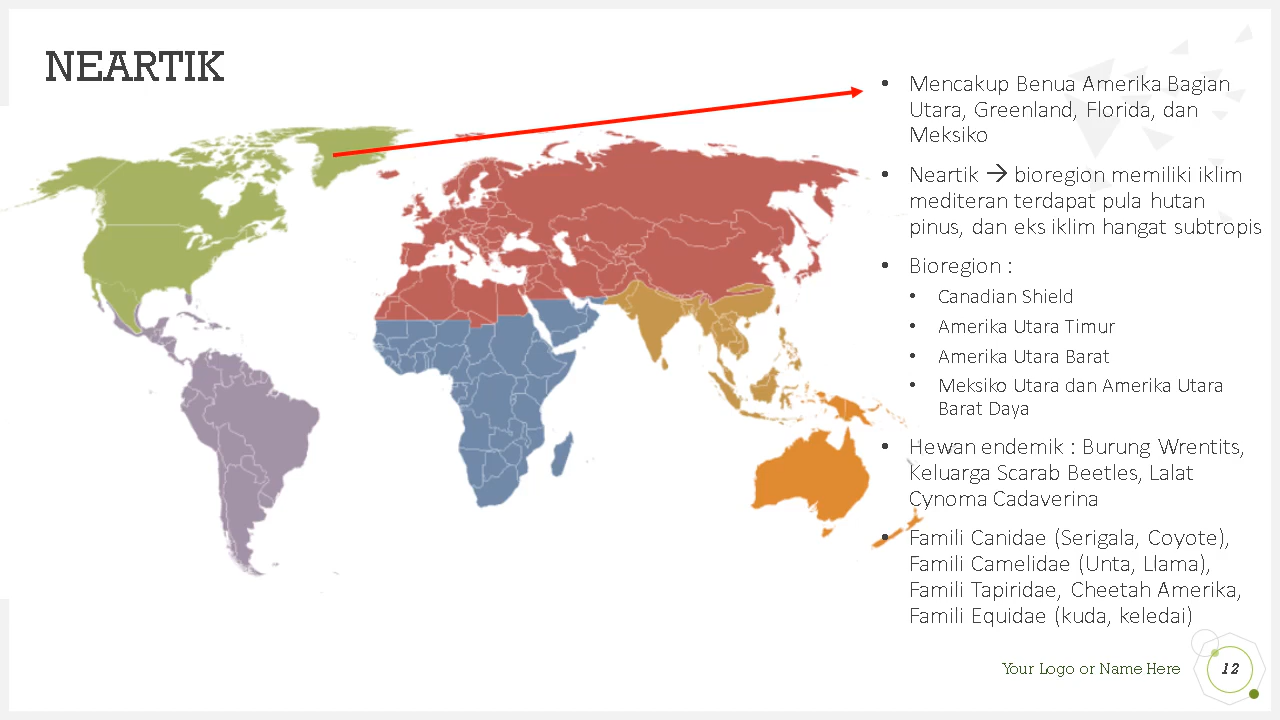 NEARTIK
• Mencakup Benua Amerika Bagian
Utara, Greenland, Florida, dan
Meksiko
• Neartik → bioregion memiliki iklim
mediteran terdapat pula hutan
pinus, dan eks iklim hangat subtropis
• Bioregion :
• Canadian Shield
• Amerika Utara Timur
• Amerika Utara Barat
• Meksiko Utara dan Amerika Utara
Barat Daya
• Hewan endemik : Burung Wrentits,
Keluarga Scarab Beetles, Lalat
Cynoma Cadaverina
• Famili Canidae (Serigala, Coyote),
Famili Camelidae (Unta, Llama),
Famili Tapiridae, Cheetah Amerika,
Famili Equidae (kuda, keledai)
Your Logo or Name Here
12